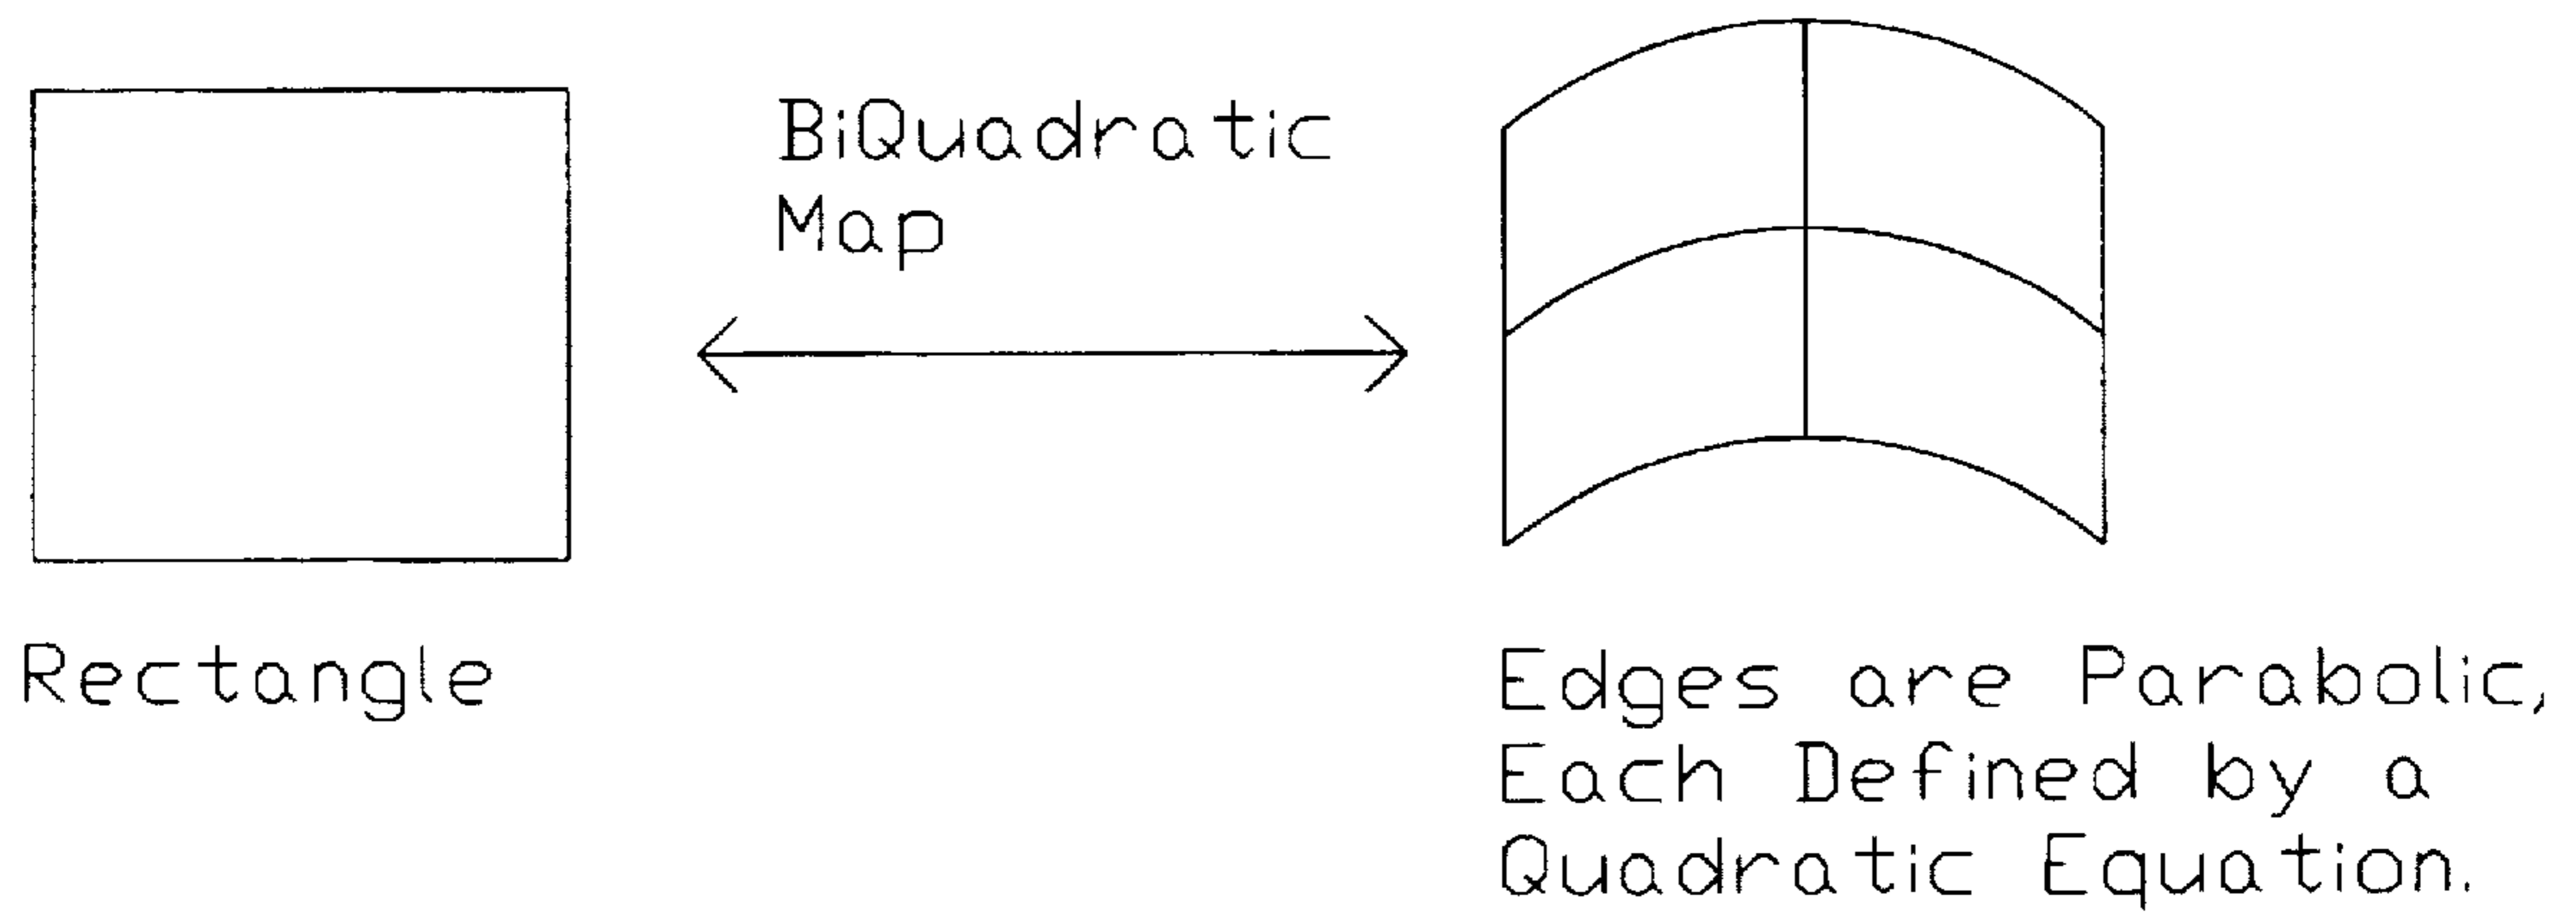 BiQuadratic
Map
Rectangle
Edges are Parabolic,
Each Defined by a
Quadratic Equation.